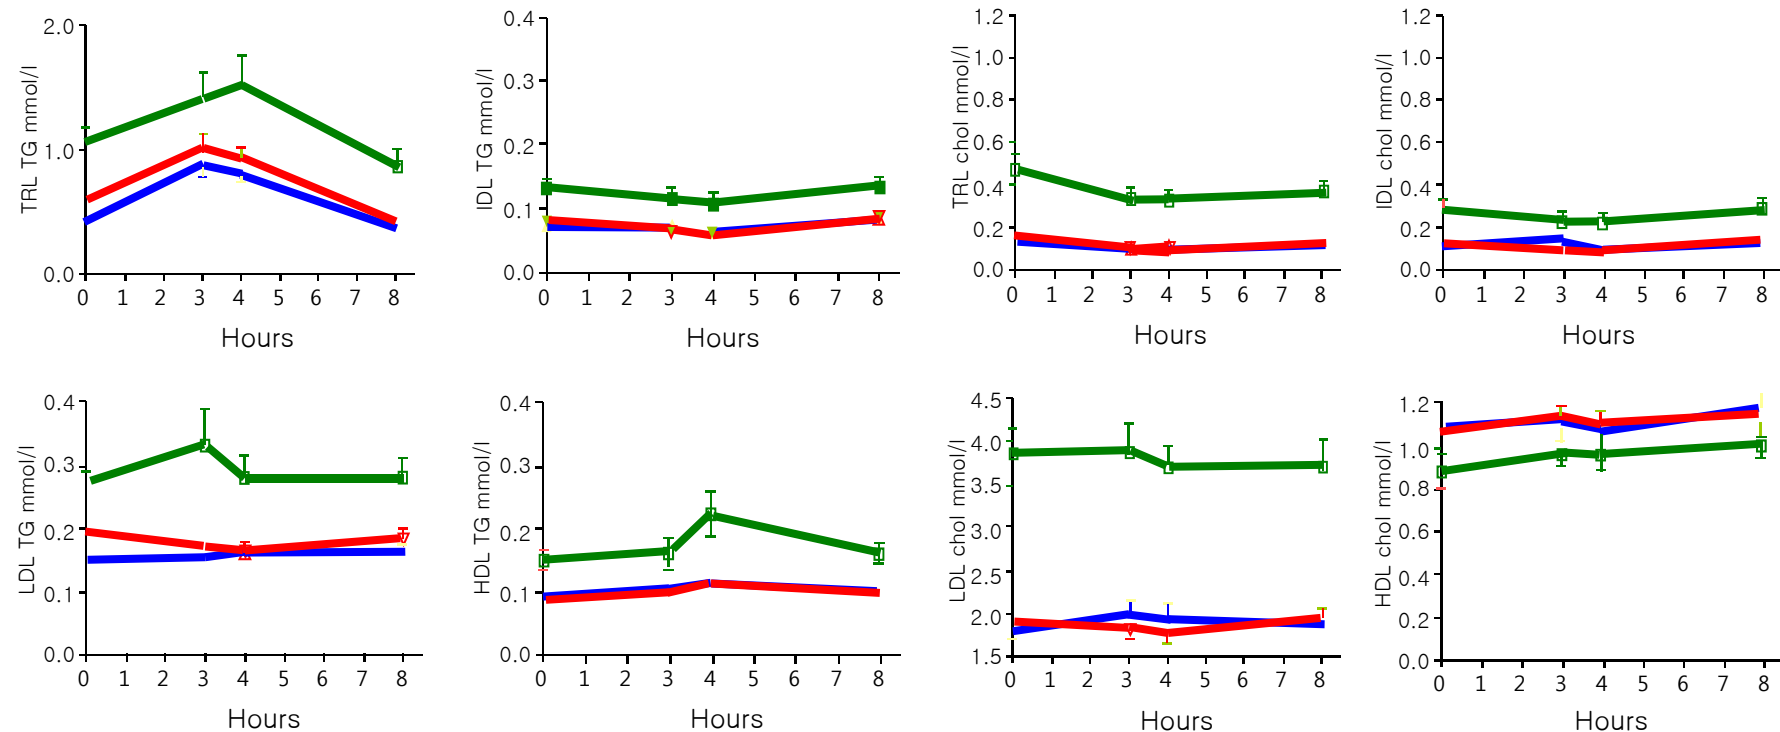 TRL TG mmol/l
2.0
1.0
0.0
0 1 2 3 4 5 6 7 8
Hours
IDL TG mmol/l
0.4
0.3
0.2
0.1
0.0
0 1 2 3 4 5 6 7 8
Hours
TRL chol mmol/l
1.2
1.0
0.8
0.6
0.4
0.2
0.0
0 1 2 3 4 5 6 7 8
Hours
IDL chol mmol/l
1.2
1.0
0.8
0.6
0.4
0.2
0.0
0 1 2 3 4 5 6 7 8
Hours
LDL TG mmol/l
0.4
0.3
0.2
0.1
0.0
0 1 2 3 4 5 6 7 8
Hours
HDL TG mmol/l
0.4
0.3
0.2
0.1
0.0
0 1 2 3 4 5 6 7 8
Hours
LDL chol mmol/l
4.5
4.0
3.5
3.0
2.5
2.0
1.5
0 1 2 3 4 5 6 7 8
Hours
HDL chol mmol/l
1.2
1.0
0.8
0.6
0.4
0.2
0.0
0 1 2 3 4 5 6 7 8
Hours